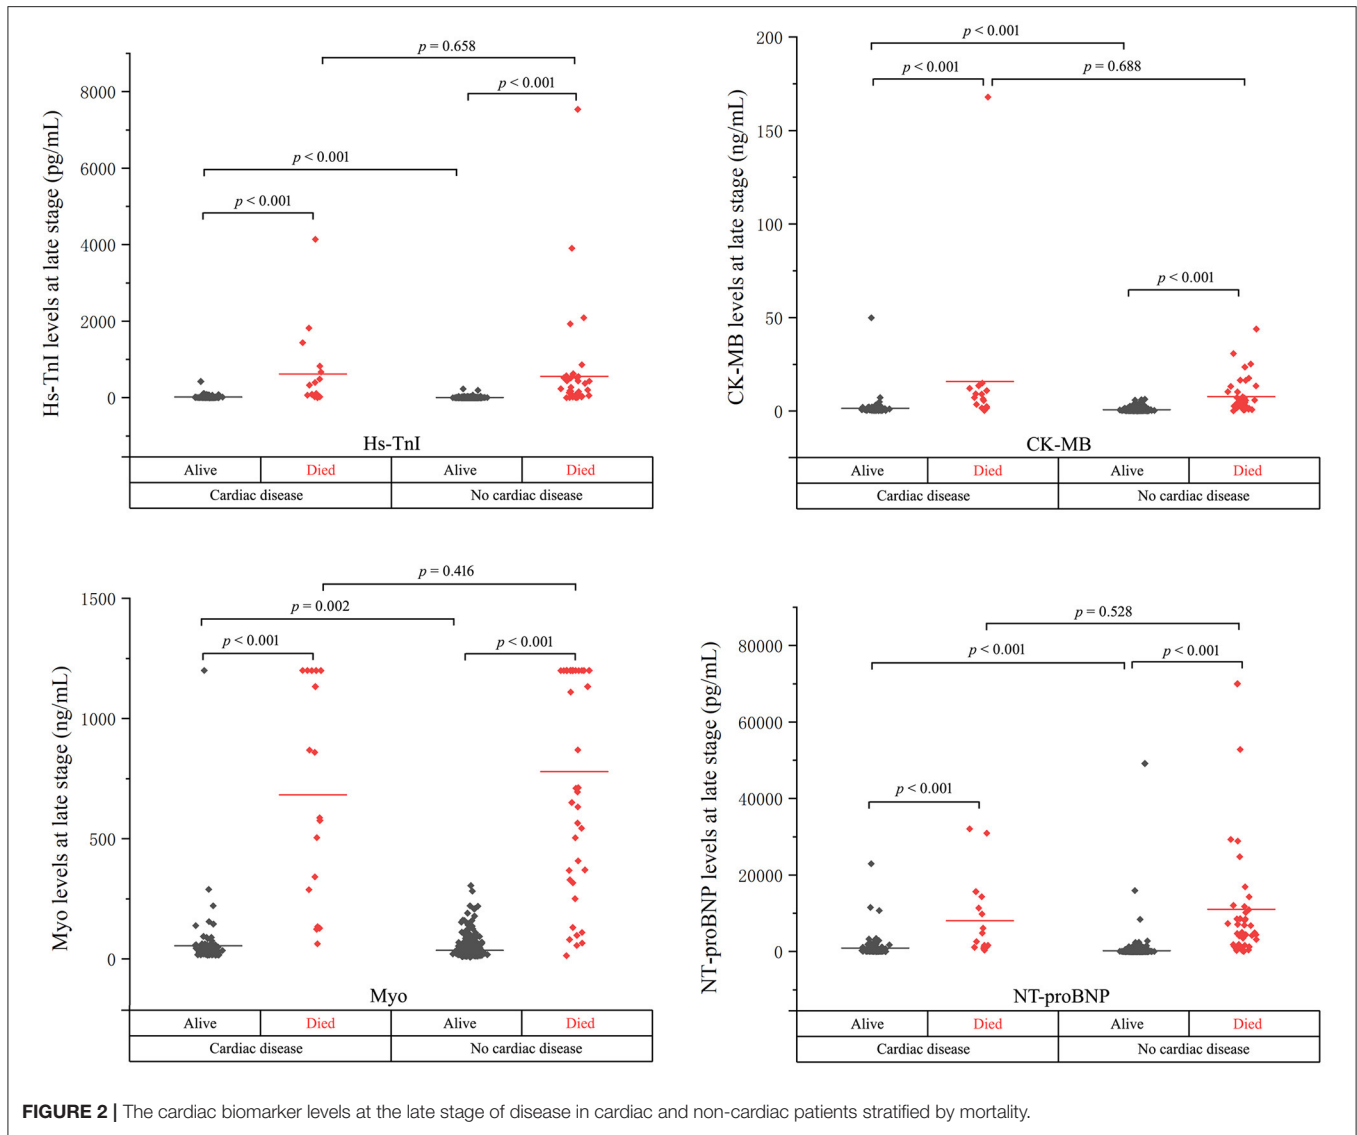 Hs-TnI levels at late stage (pg/mL)
8000
6000
4000
2000
0
p = 0.658
p < 0.001
p < 0.001
p < 0.001
Hs-TnI
Alive Died Alive Died
Cardiac disease No cardiac disease
CK-MB levels at late stage (ng/mL)
200
150
100
50
0
p < 0.001
p < 0.001
p = 0.688
p < 0.001
CK-MB
Alive Died Alive Died
Cardiac disease No cardiac disease
Myo levels at late stage (ng/mL)
1500
1000
500
0
p = 0.416
p = 0.002
p < 0.001
p < 0.001
Myo
Alive Died Alive Died
Cardiac disease No cardiac disease
NT-proBNP levels at late stage (pg/mL)
80000
60000
40000
20000
0
p = 0.528
p < 0.001
p < 0.001
p < 0.001
NT-proBNP
Alive Died Alive Died
Cardiac disease No cardiac disease
FIGURE 2 | The cardiac biomarker levels at the late stage of disease in cardiac and non-cardiac patients stratified by mortality.